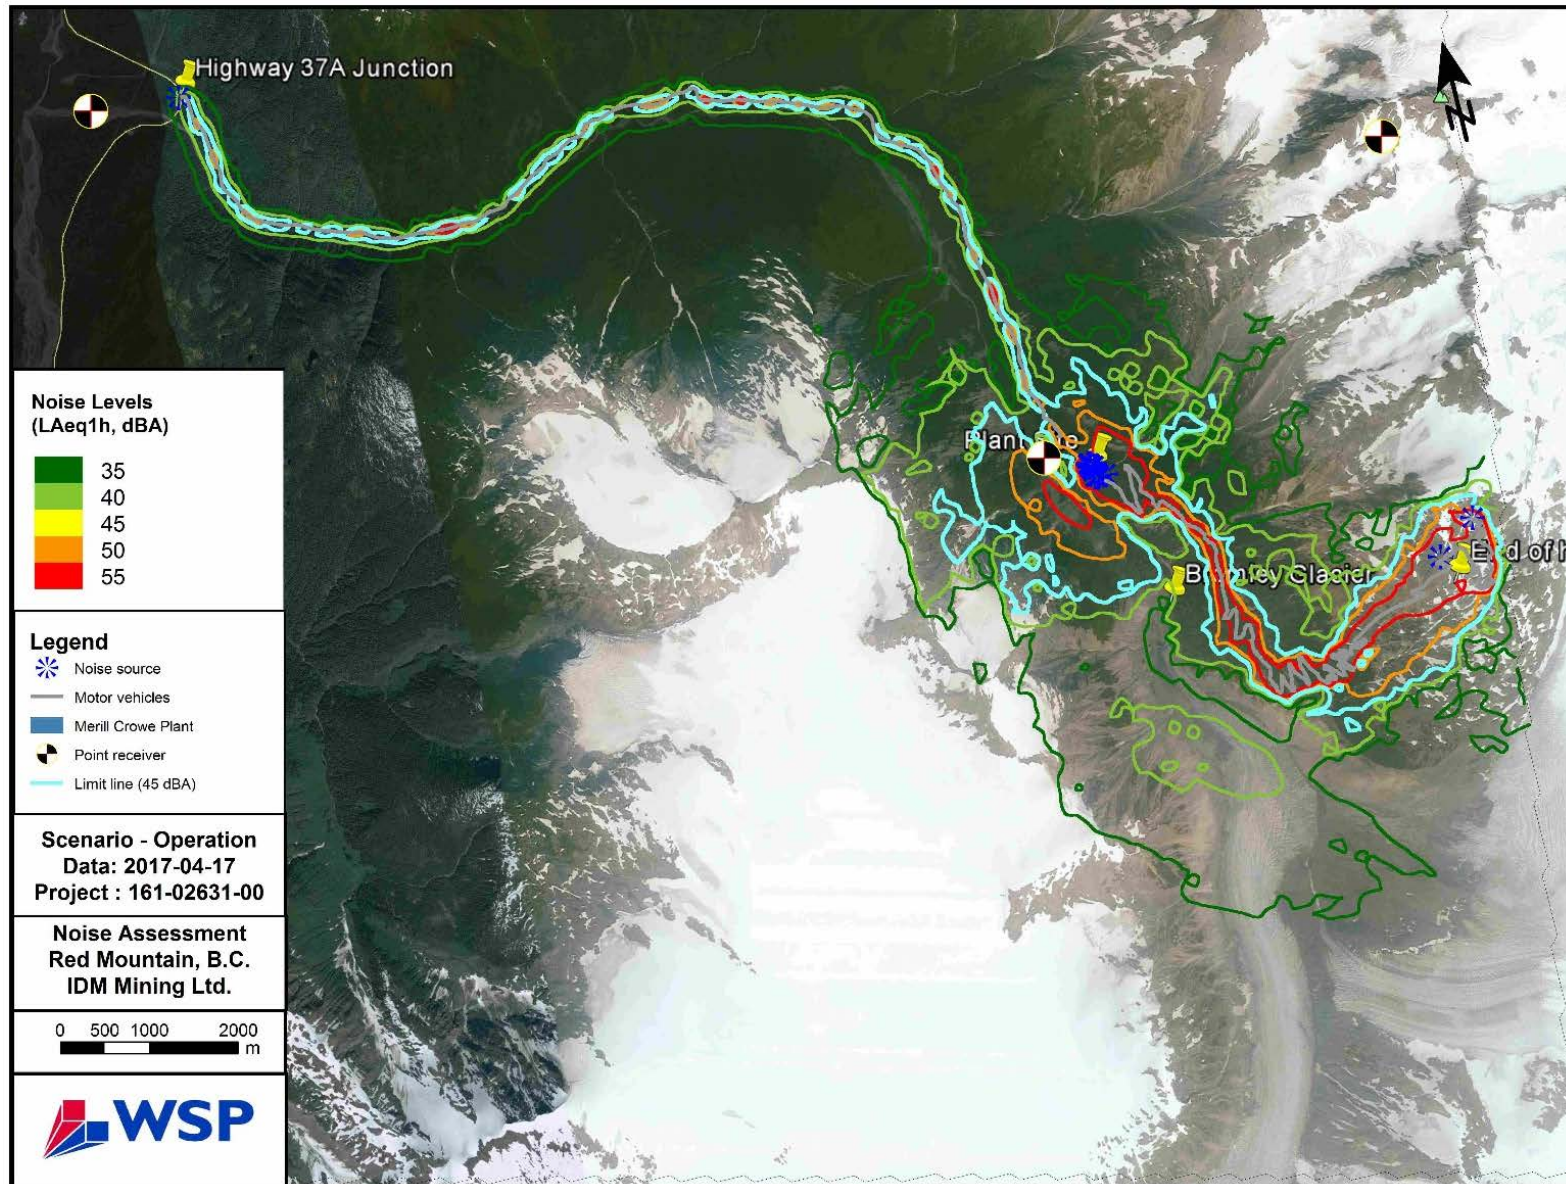 Highway 37A Junction
N
Plant
Glacier
Noise Levels
(LAeq1h, dBA)
35
40
45
50
55
Legend
Noise source
Motor vehicles
Merill Crowe Plant
Point receiver
Limit line (45 dBA)
Scenario - Operation
Data: 2017-04-17
Project : 161-02631-00
Noise Assessment
Red Mountain, B.C.
IDM Mining Ltd.
0 500 1000 2000
m
WSP